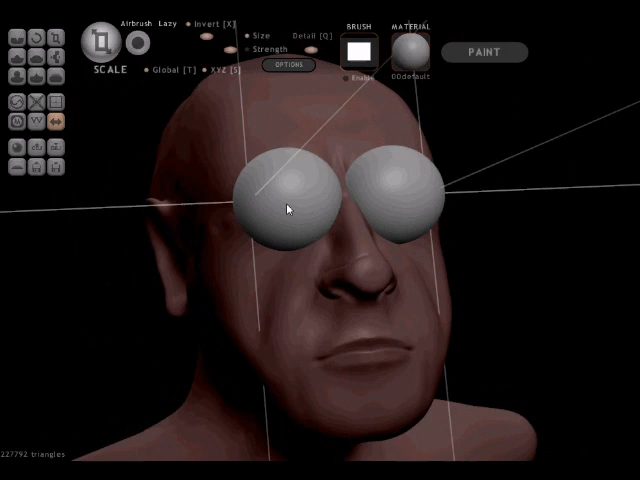 Airbrush Lazy Invert [X]
Size Detail [Q]
Strength
SCALE Global [T] XYZ [S]
OPTIONS
BRUSH
Enable
MATERIAL
00default
PAINT
227792 triangles